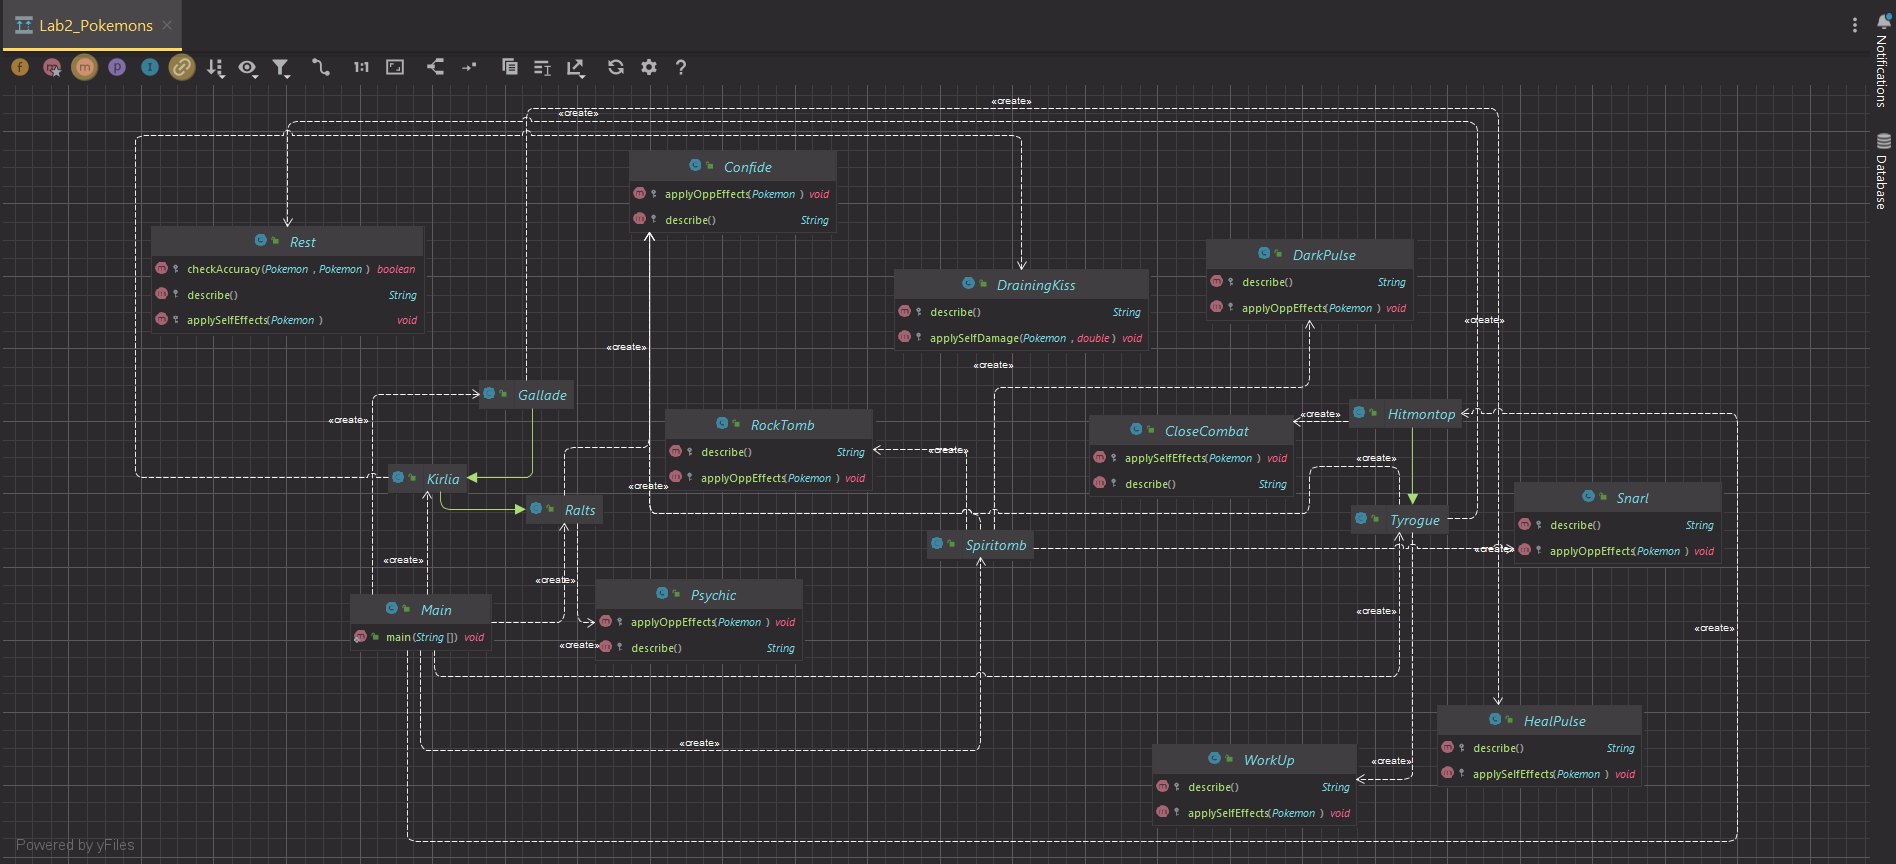 Lab2_Pokemons
Notifications
Database
1:1
«create»
«create»
Confide
applyOppEffects(Pokemon ) void
describe() String
Rest
checkAccuracy(Pokemon , Pokemon ) boolean
describe() String
applySelfEffects(Pokemon ) void
DrainingKiss
describe() String
applySelfDamage(Pokemon , double ) void
DarkPulse
describe() String
applyOppEffects(Pokemon ) void
«create»
«create»
«create»
Gallade
«create»
RockTomb
describe() String
applyOppEffects(Pokemon ) void
«create»
CloseCombat
applySelfEffects(Pokemon ) void
describe() String
«create»
Hitmontop
«create»
Kirlia
«create»
Ralts
Spiritomb
Tyrogue
Snarl
describe() String
applyOppEffects(Pokemon ) void
«create»
«create»
«create»
Main
main(String []) void
Psychic
applyOppEffects(Pokemon ) void
describe() String
«create»
«create»
«create»
«create»
HealPulse
describe() String
applySelfEffects(Pokemon ) void
WorkUp
describe() String
applySelfEffects(Pokemon ) void
«create»
Powered by yFiles